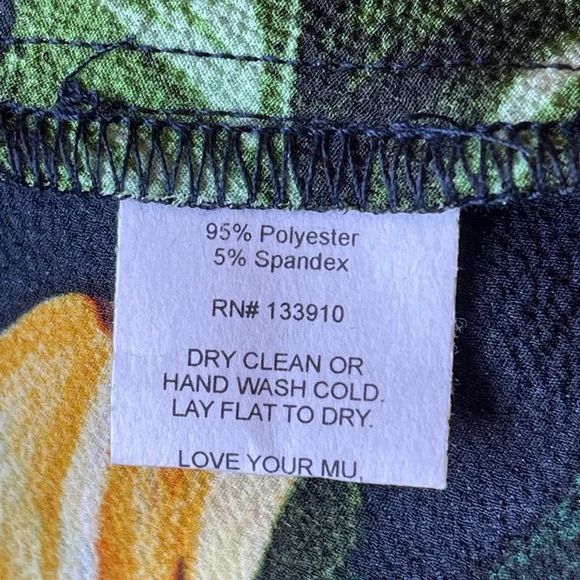 95% Polyester
5% Spandex
RN# 133910
DRY CLEAN OR
HAND WASH COLD.
LAY FLAT TO DRY.
LOVE YOUR MU.